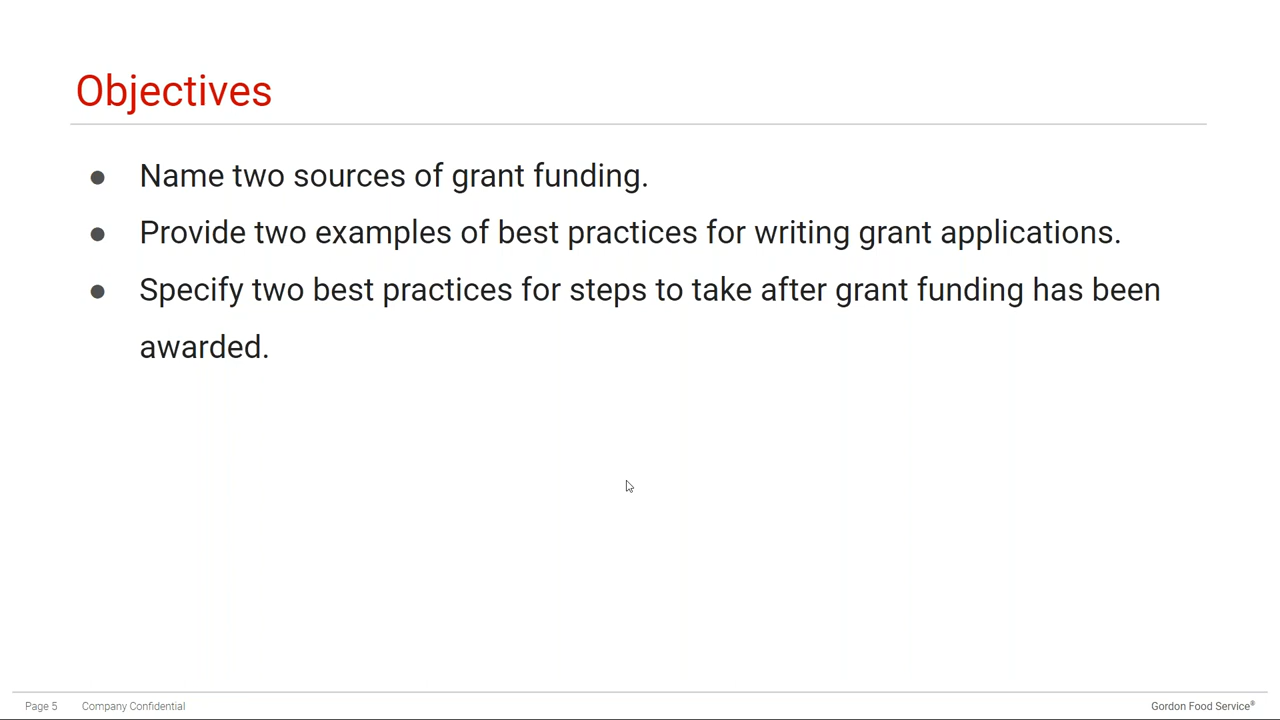 Objectives
● Name two sources of grant funding.
● Provide two examples of best practices for writing grant applications.
● Specify two best practices for steps to take after grant funding has been
awarded.
Page 5 Company Confidential Gordon Food Service®